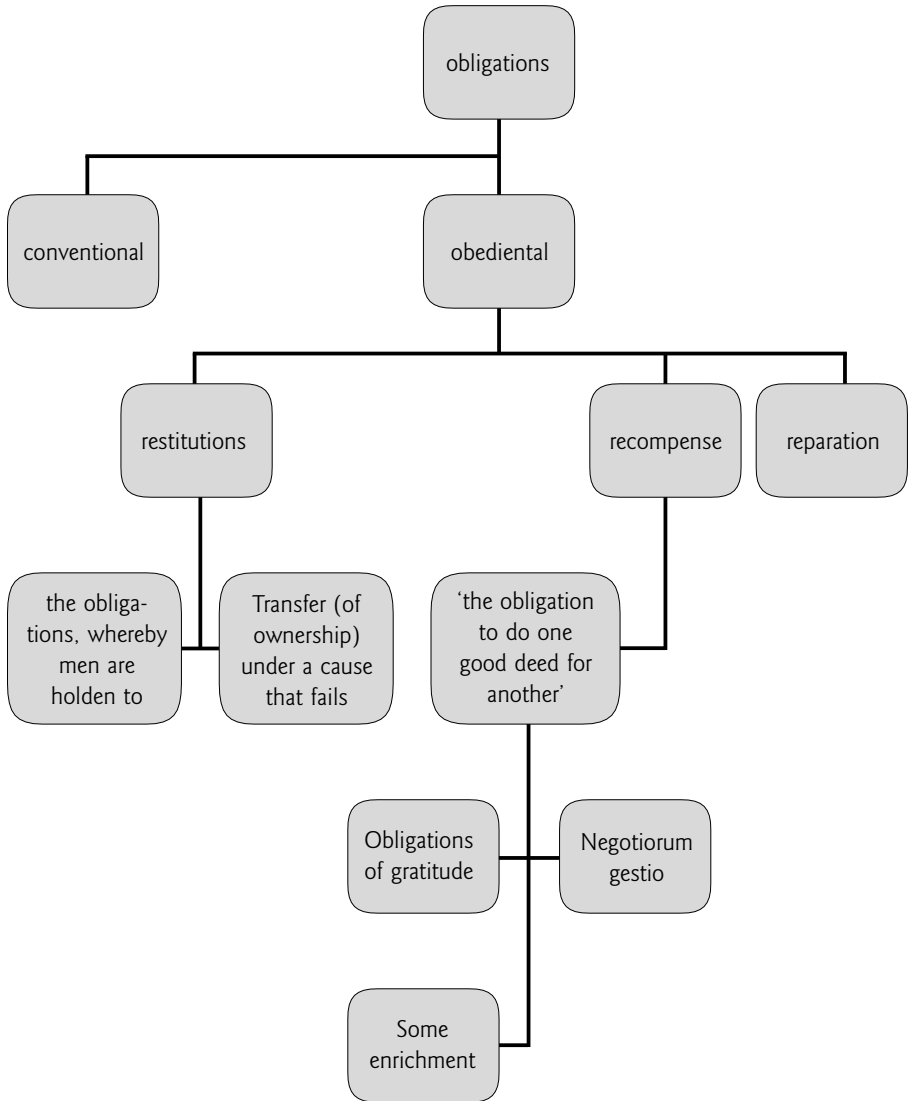 obligations
conventional
obediental
restitutions
recompense
reparation
the obliga-
tions, whereby
men are
holden to
Transfer (of
ownership)
under a cause
that fails
‘the obligation
to do one
good deed for
another’
Obligations
of gratitude
Negotiorum
gestio
Some
enrichment